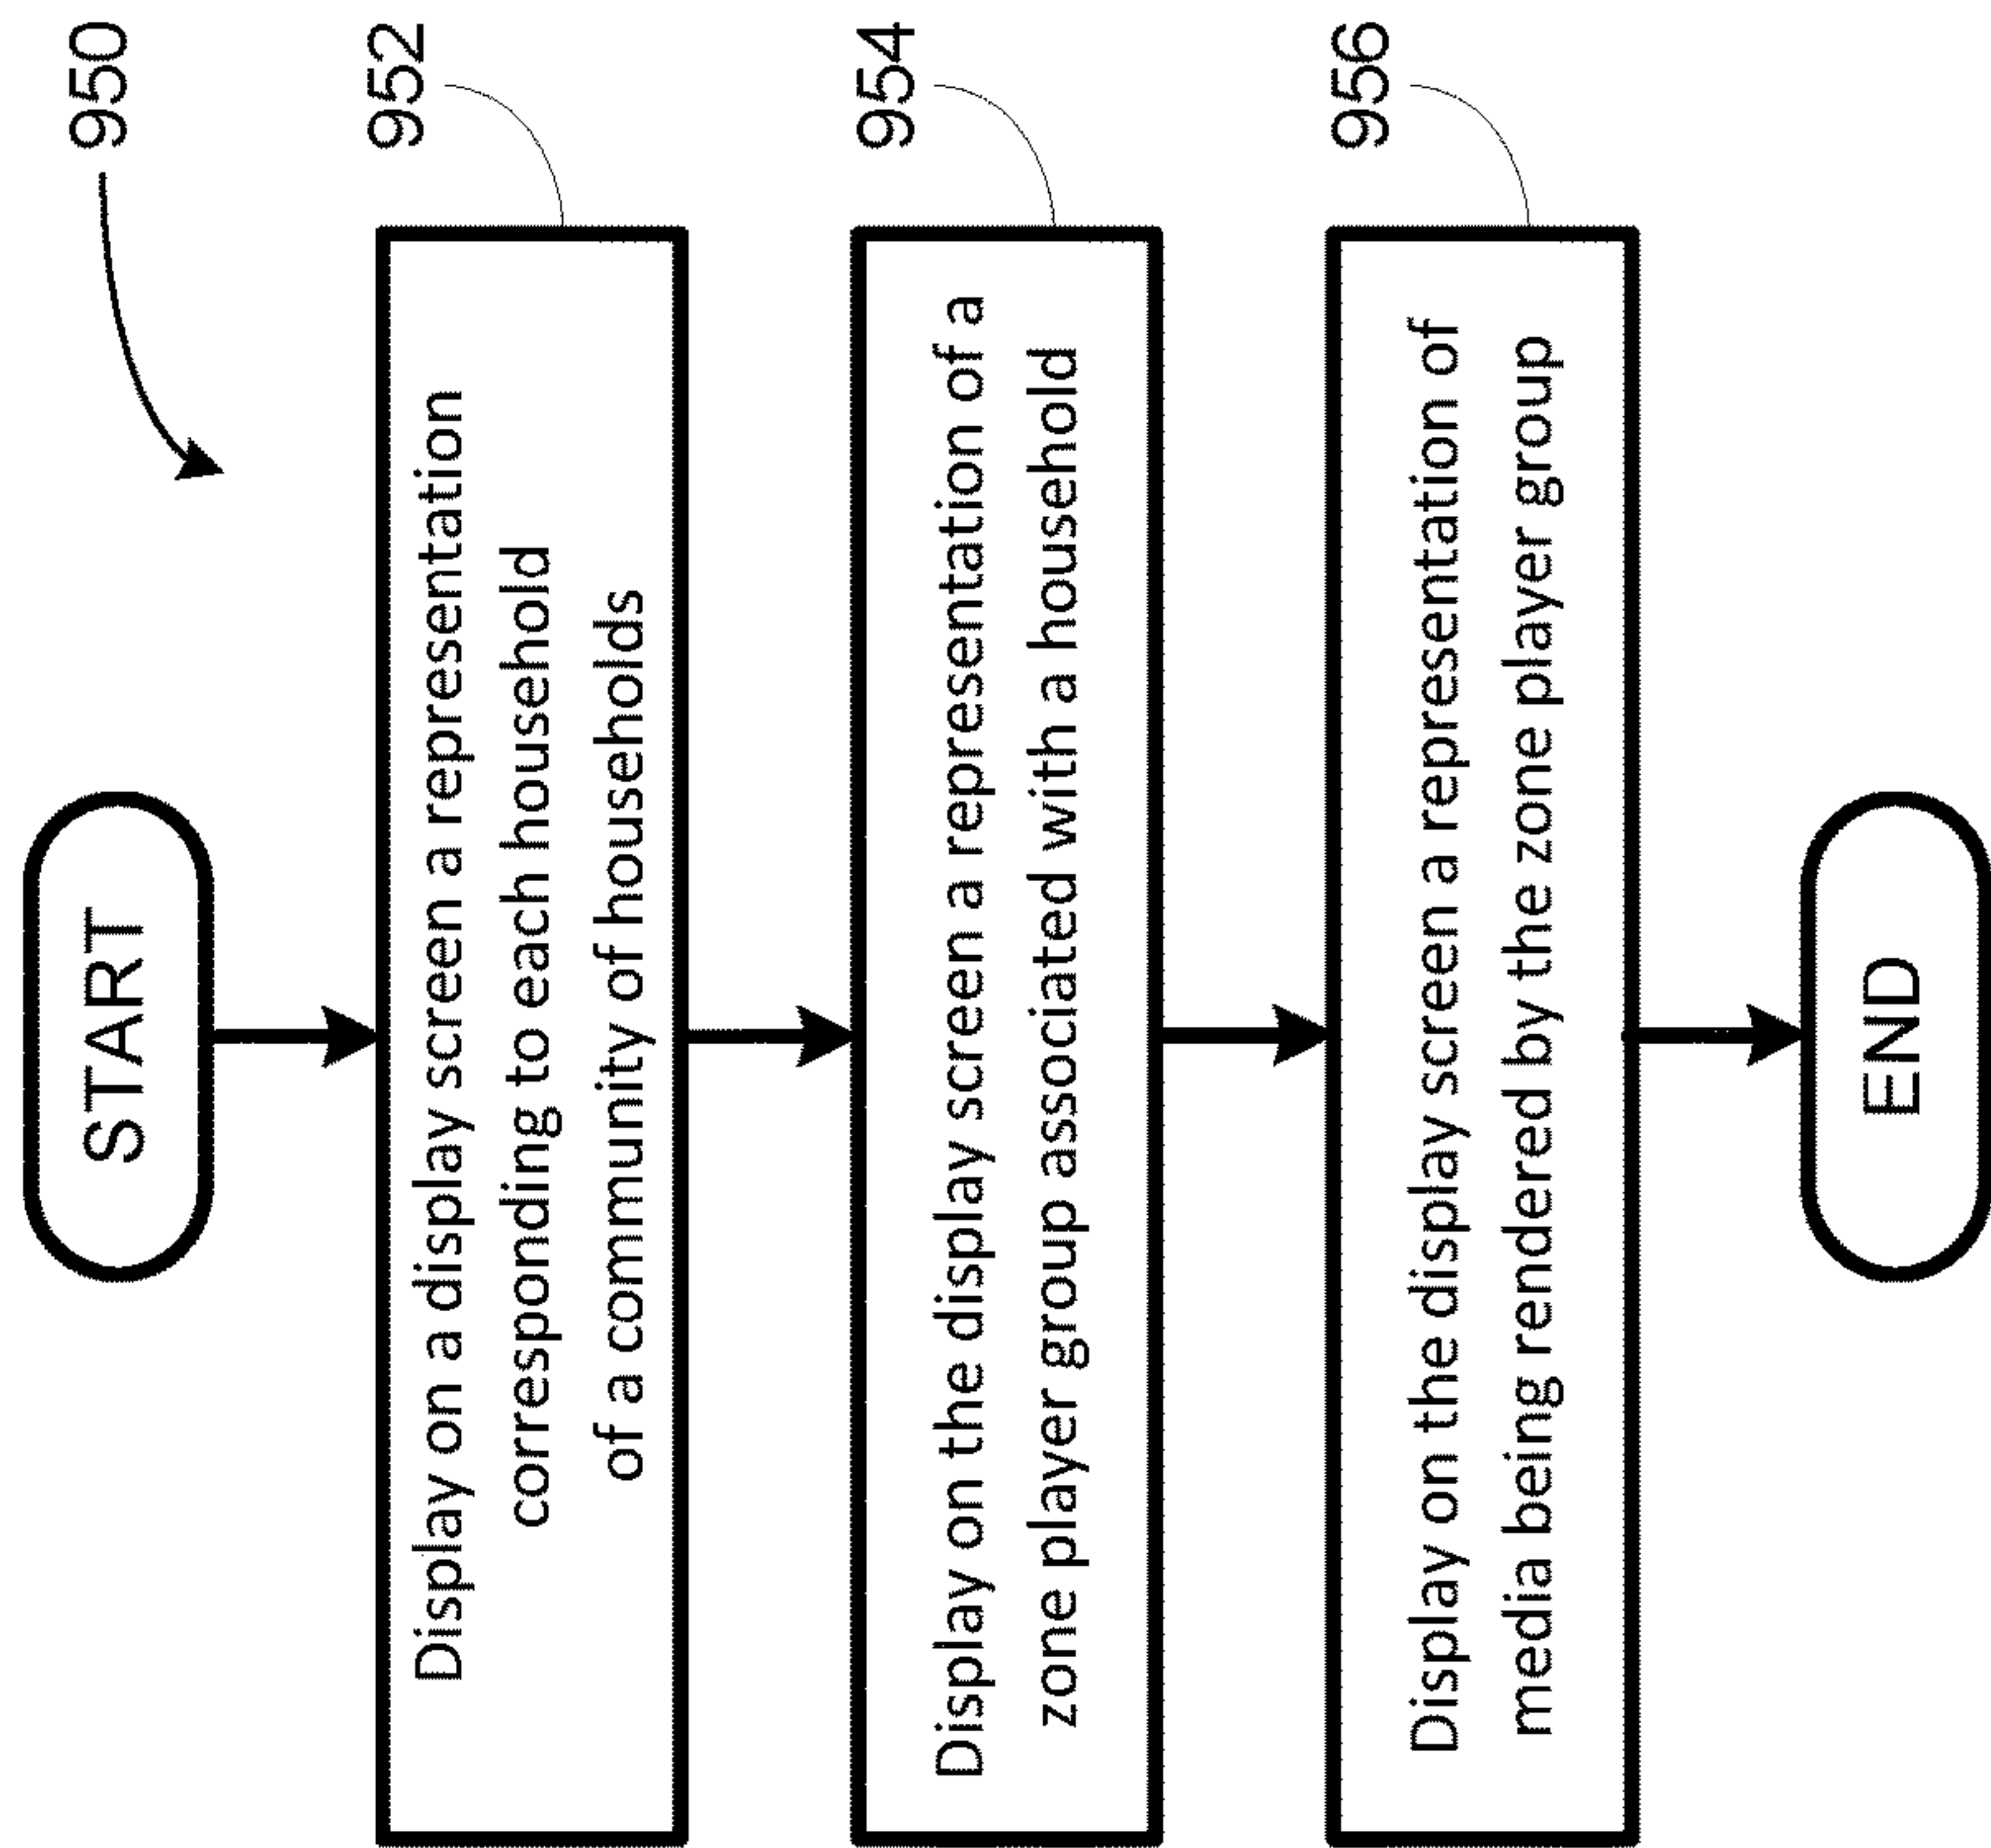 950
START
952
Display on a display screen a representation
corresponding to each household
of a community of households
954
Display on the display screen a representation of a
zone player group associated with a household
956
Display on the display screen a representation of
media being rendered by the zone player group
END